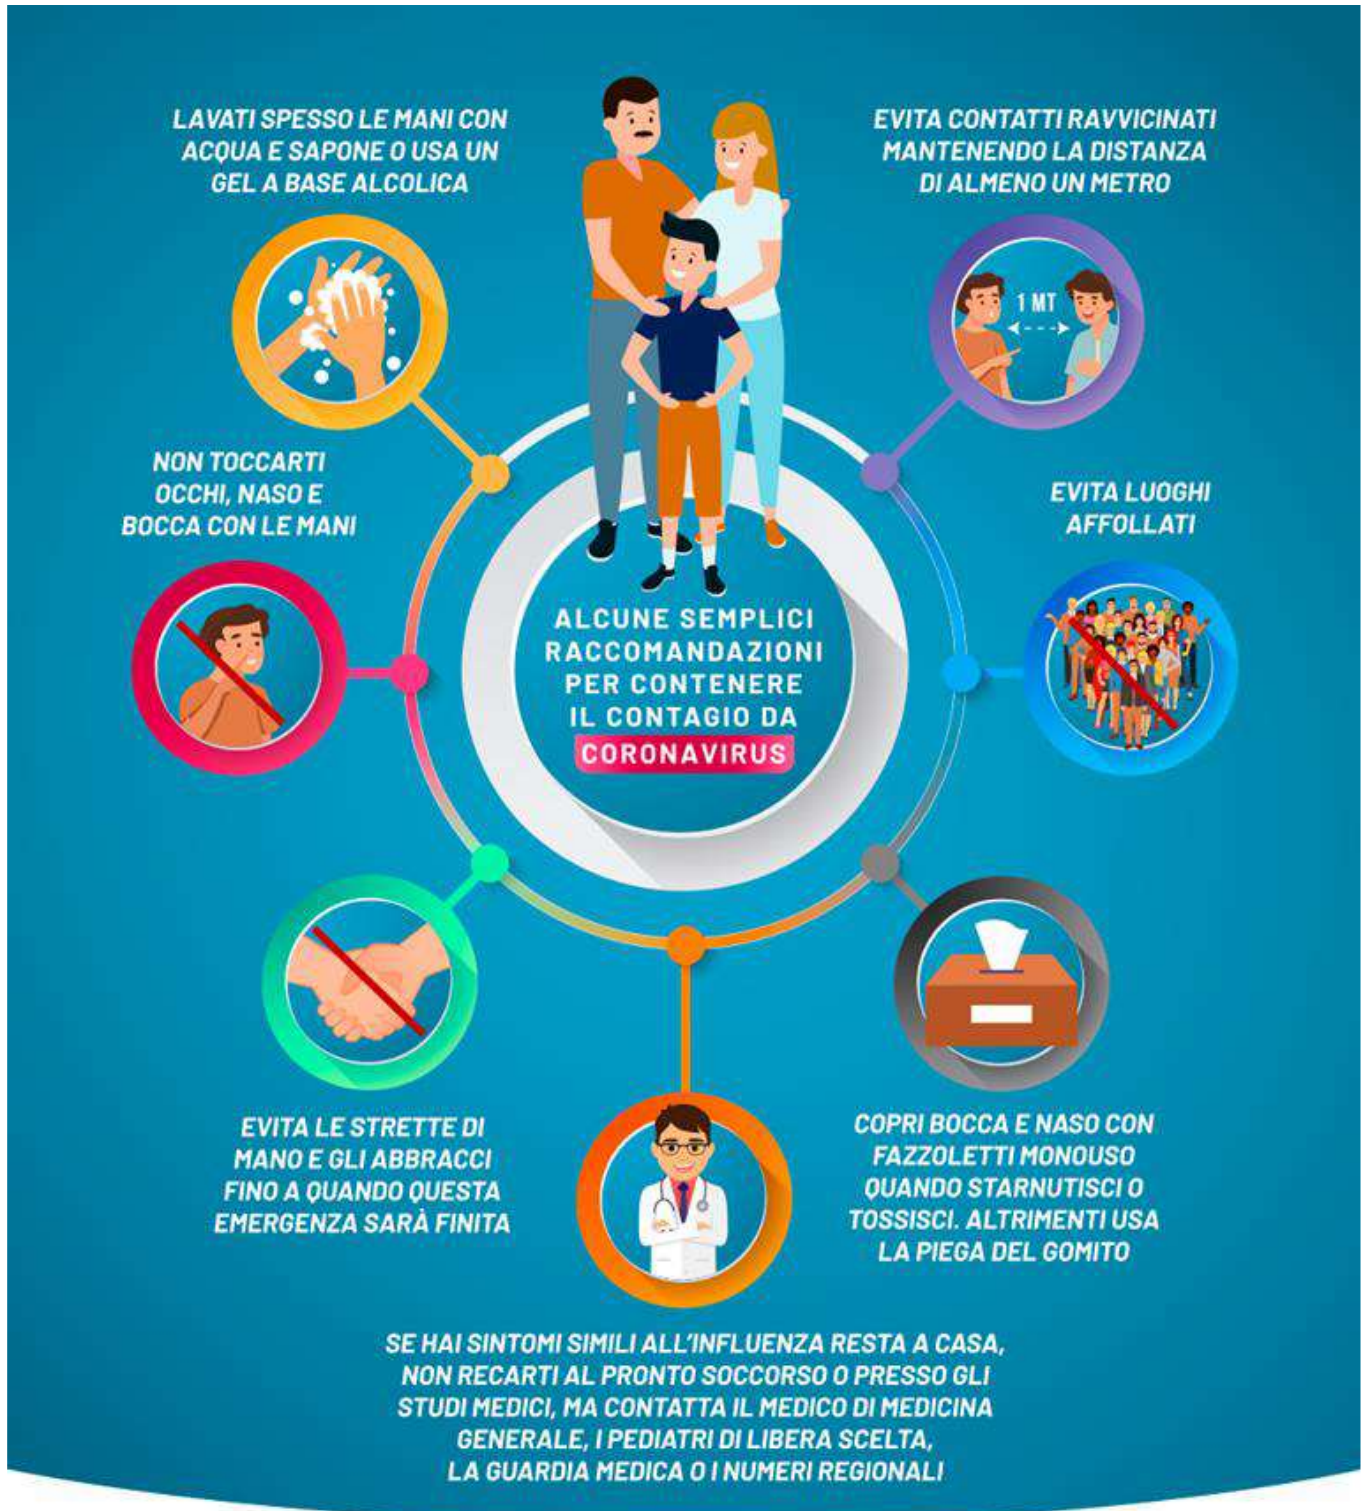 LAVATI SPESSO LE MANI CON
ACQUA E SAPONE O USA UN
GEL A BASE ALCOLICA
EVITA CONTATTI RAVVICINATI
MANTENENDO LA DISTANZA
DI ALMENO UN METRO
1 MT
NON TOCCARTI
OCCHI, NASO E
BOCCA CON LE MANI
EVITA LUOGHI
AFFOLLATI
ALCUNE SEMPLICI
RACCOMANDAZIONI
PER CONTENERE
IL CONTAGIO DA
CORONAVIRUS
EVITA LE STRETTE DI
MANO E GLI ABBRACCI
FINO A QUANDO QUESTA
EMERGENZA SARÀ FINITA
COPRI BOCCA E NASO CON
FAZZOLETTI MONOUSO
QUANDO STARNUTISCI O
TOSSISCI. ALTRIMENTI USA
LA PIEGA DEL GOMITO
SE HAI SINTOMI SIMILI ALL'INFLUENZA RESTA A CASA,
NON RECARTI AL PRONTO SOCCORSO O PRESSO GLI
STUDI MEDICI, MA CONTATTA IL MEDICO DI MEDICINA
GENERALE, I PEDIATRI DI LIBERA SCELTA,
LA GUARDIA MEDICA O I NUMERI REGIONALI